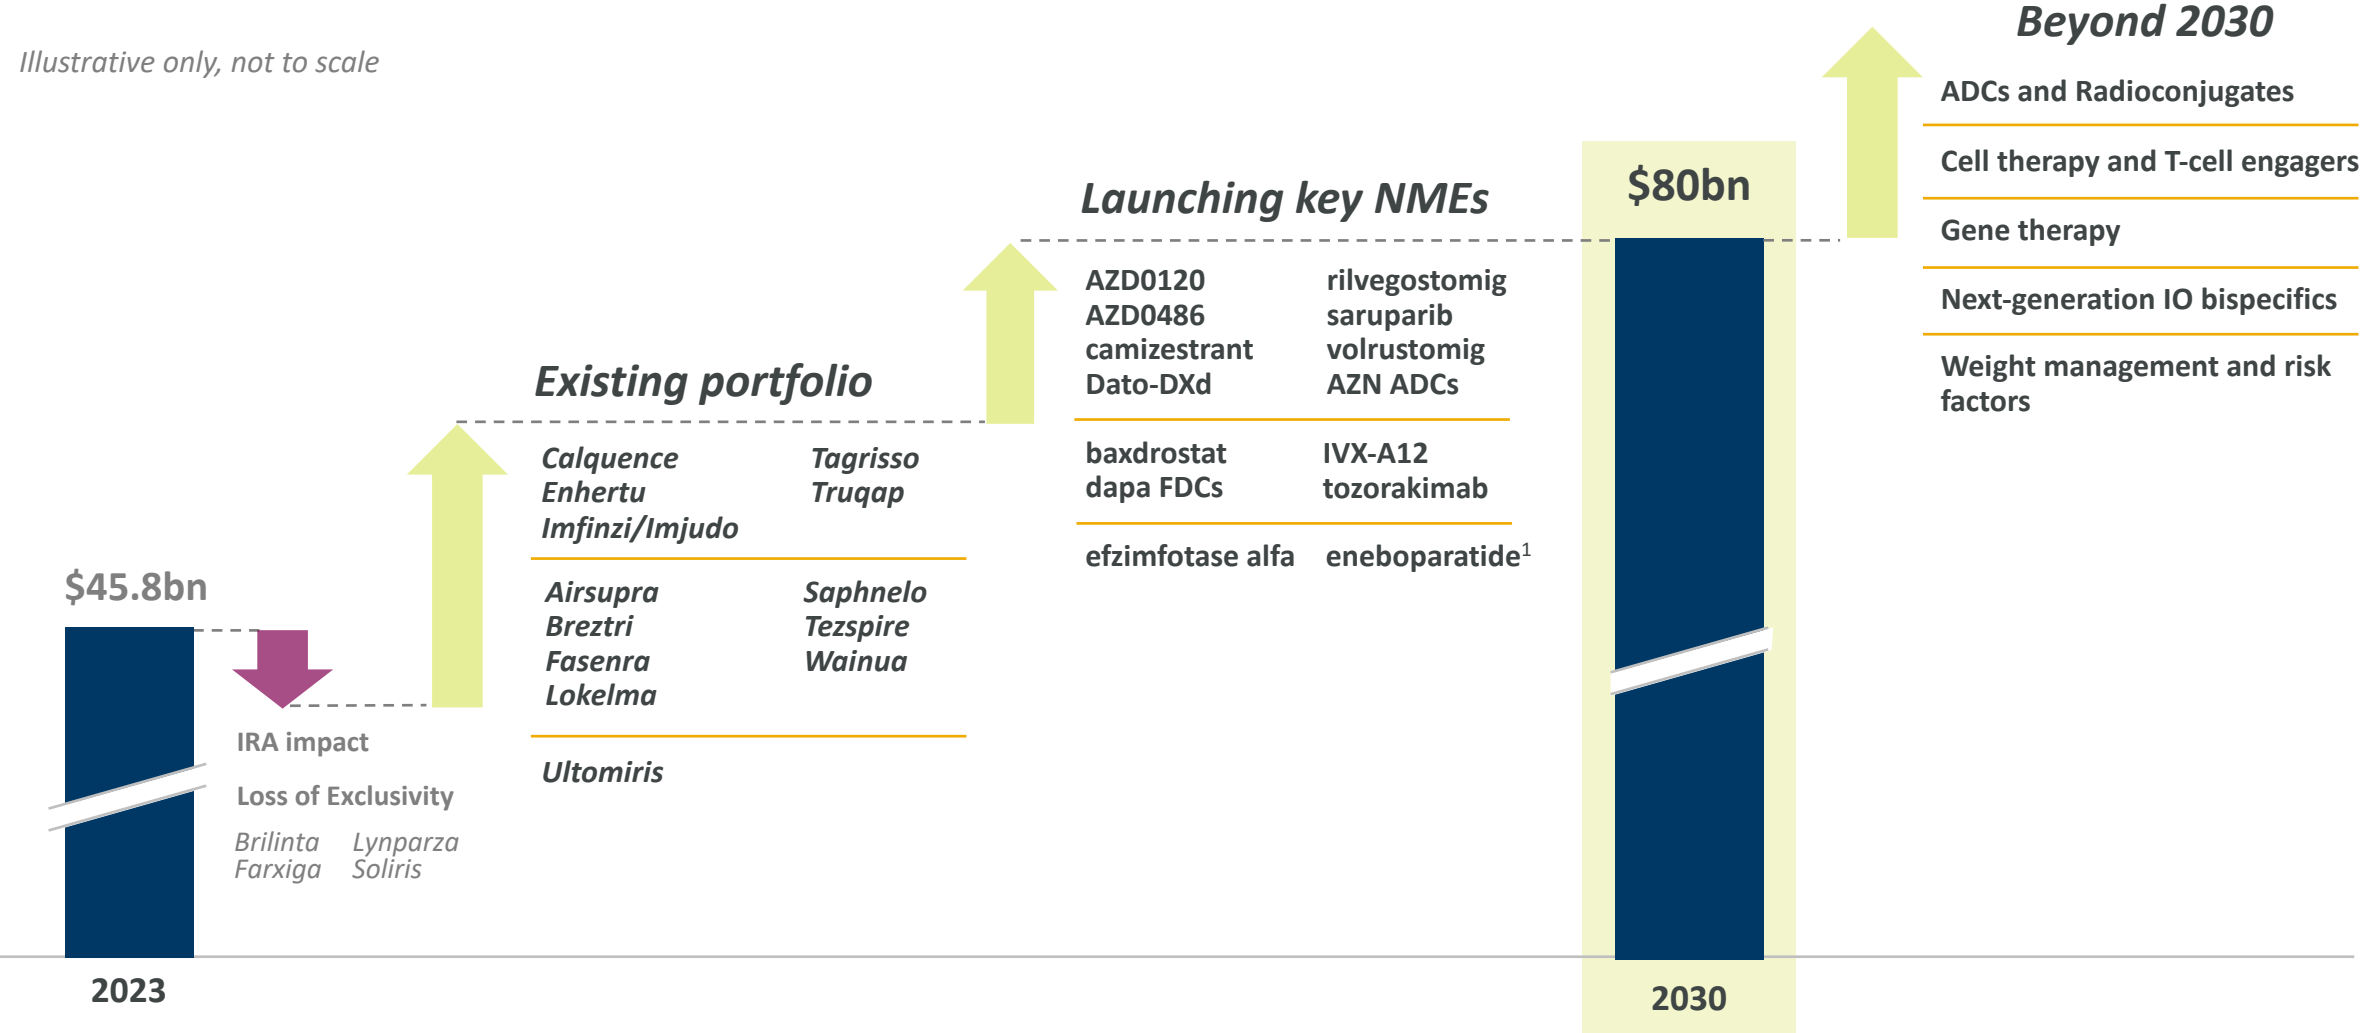 Illustrative only, not to scale
$45.8bn
2023
IRA impact
Loss of Exclusivity
Brilinta Lynparza
Farxiga Soliris
Existing portfolio
Calquence Tagrisso
Enhertu Truqap
Imfinzi/Imjudo
Airsupra Saphnelo
Breztri Tezspire
Fasenra Wainua
Lokelma
Ultomiris
Launching key NMEs
AZD0120 rilvegostomig
AZD0486 saruparib
camizestrant volrustomig
Dato-DXd AZN ADCs
baxdrostat IVX-A12
dapa FDCs tozorakimab
efzimfotase alfa eneboparatide1
$80bn
2030
Beyond 2030
ADCs and Radioconjugates
Cell therapy and T-cell engagers
Gene therapy
Next-generation IO bispecifics
Weight management and risk
factors